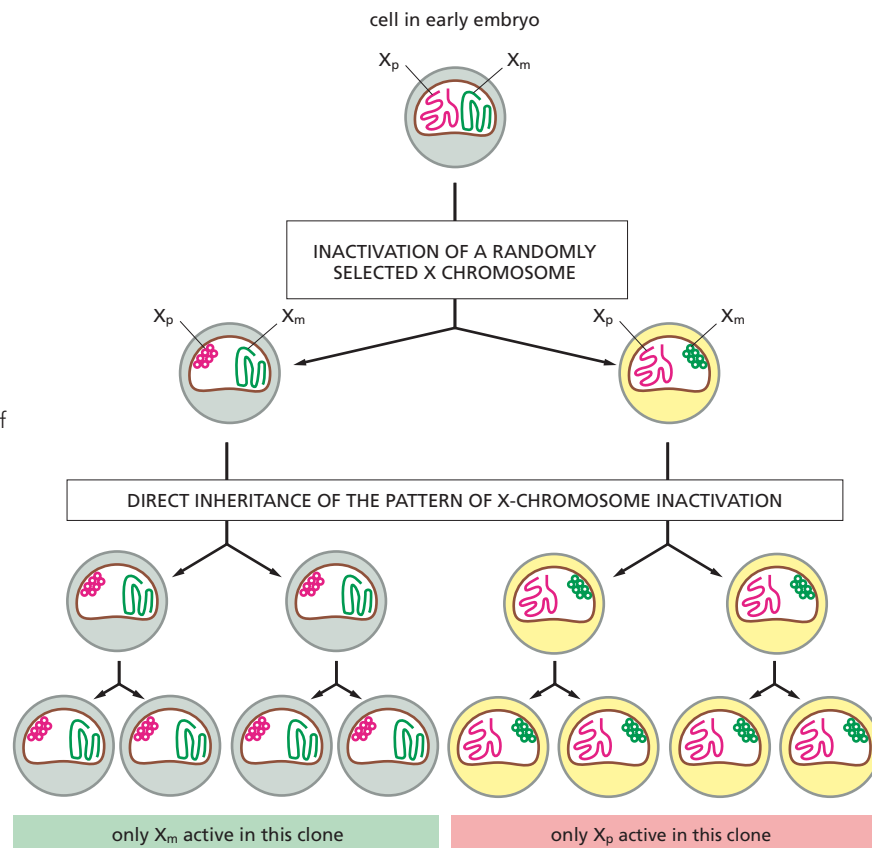 cell in early embryo
Xp Xm
INACTIVATION OF A RANDOMLY
SELECTED X CHROMOSOME
Xp Xm Xp Xm
f
DIRECT INHERITANCE OF THE PATTERN OF X-CHROMOSOME INACTIVATION
only Xm active in this clone
only Xp active in this clone